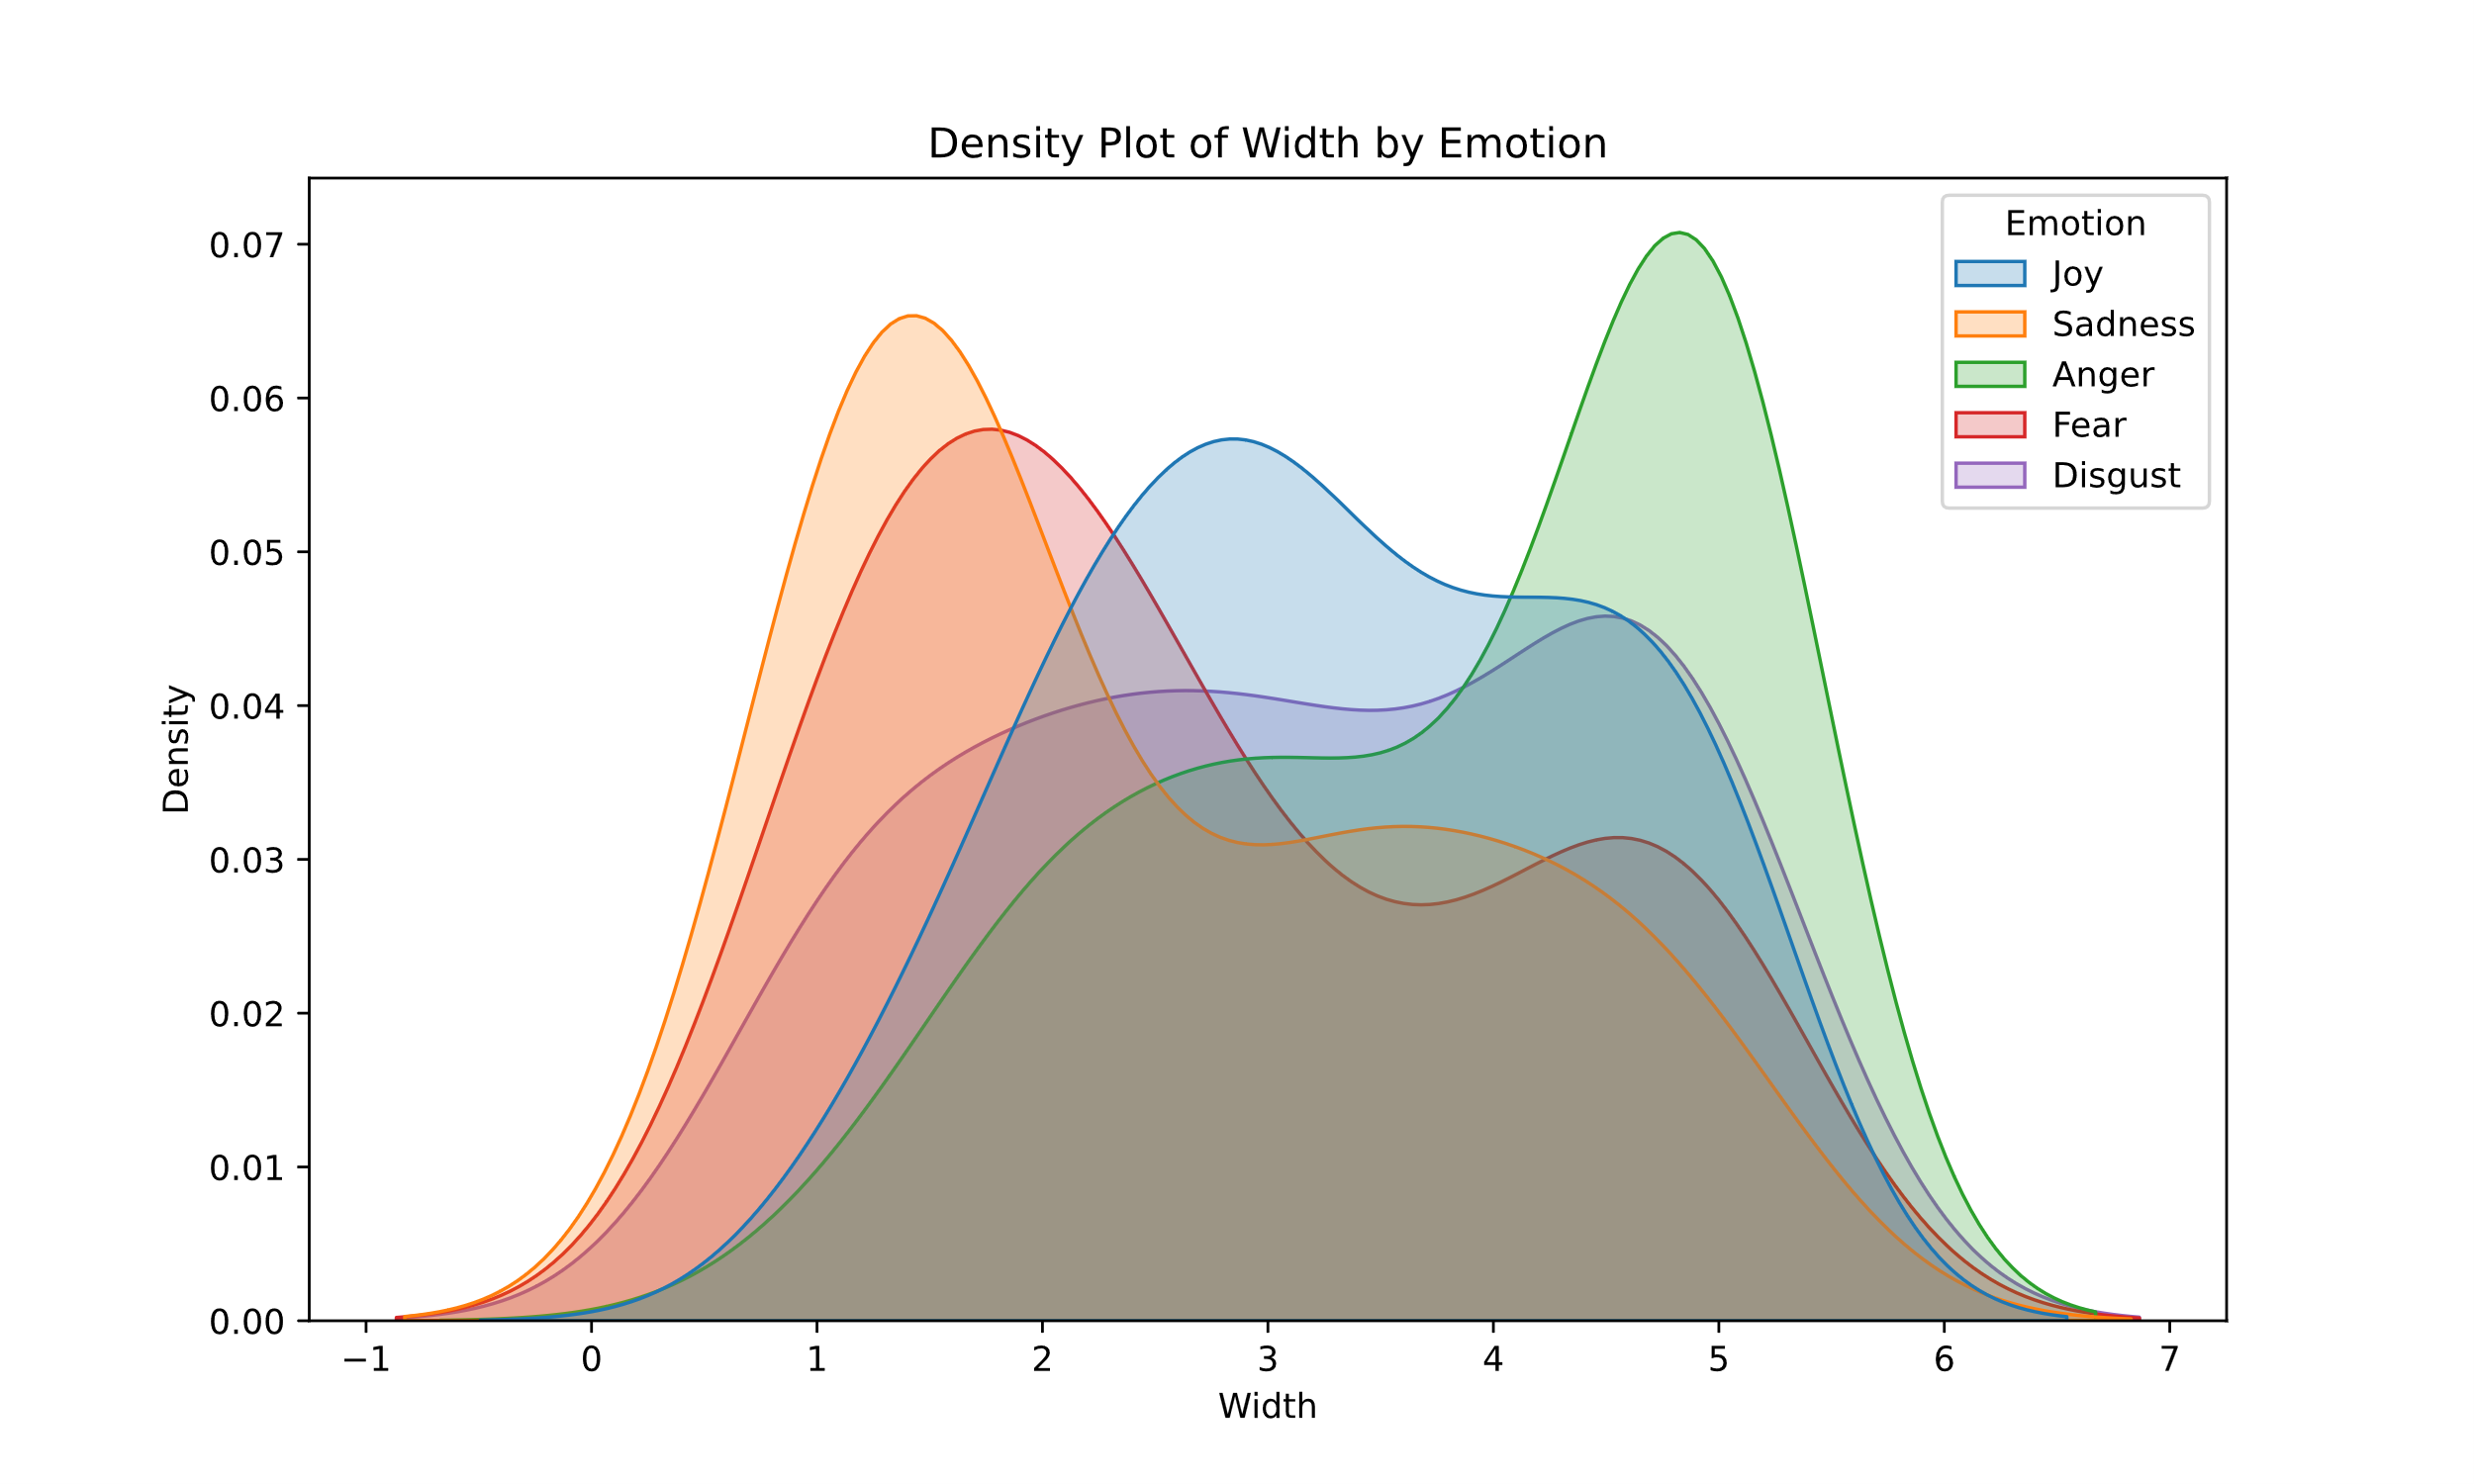 Density Plot of Width by Emotion
Emotion
Joy
Sadness
Anger
Fear
Disgust
0.07
0.06
0.05
0.04
0.03
0.02
0.01
0.00
Density
−1 0 1 2 3 4 5 6 7
Width